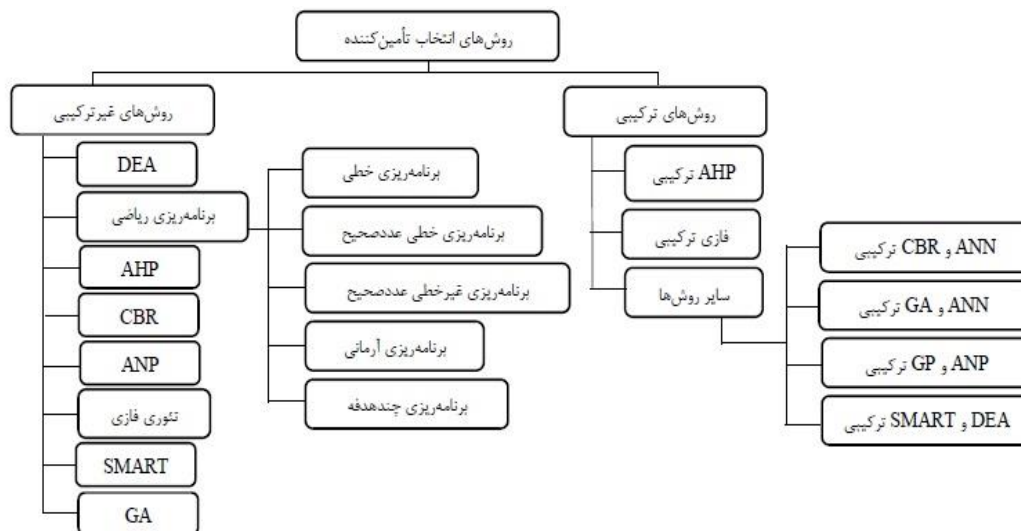 روش‌های انتخاب تأمین‌کننده
روش‌های ترکیبی
AHP ترکیبی
فازی ترکیبی
سایر روش‌ها
ANN و CBR ترکیبی
ANN و GA ترکیبی
ANP و GP ترکیبی
DEA و SMART ترکیبی
روش‌های غیرترکیبی
DEA
برنامه‌ریزی ریاضی
برنامه‌ریزی خطی
برنامه‌ریزی خطی عددصحیح
برنامه‌ریزی غیرخطی عددصحیح
برنامه‌ریزی آرمانی
برنامه‌ریزی چندهدفه
AHP
CBR
ANP
تئوری فازی
SMART
GA